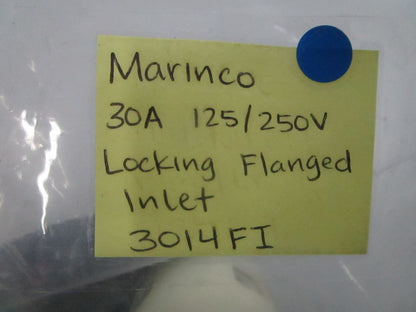 Marinco
30A 125/250V
Locking Flanged
Inlet
3014FI